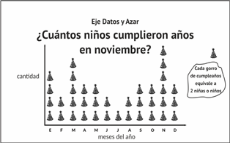 Eje Datos y Azar
¿Cuántos niños cumplieron años
en noviembre?
cantidad
Cada gorro
de cumpleaños
equivale a
2 niñas o niños
E F M A M J J A S O N D
meses del año